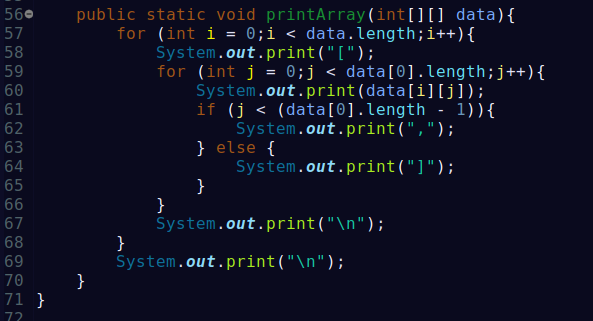 56 public static void printArray(int[][] data){
57 for (int i = 0;i < data.length;i++){
58 System.out.print("[");
59 for (int j = 0;j < data[0].length;j++){
60 System.out.print(data[i][j]);
61 if (j < (data[0].length - 1)){
62 System.out.print(",");
63 } else {
64 System.out.print("]");
65 }
66 }
67 System.out.print("\n");
68 }
69 System.out.print("\n");
70 }
71 }
72